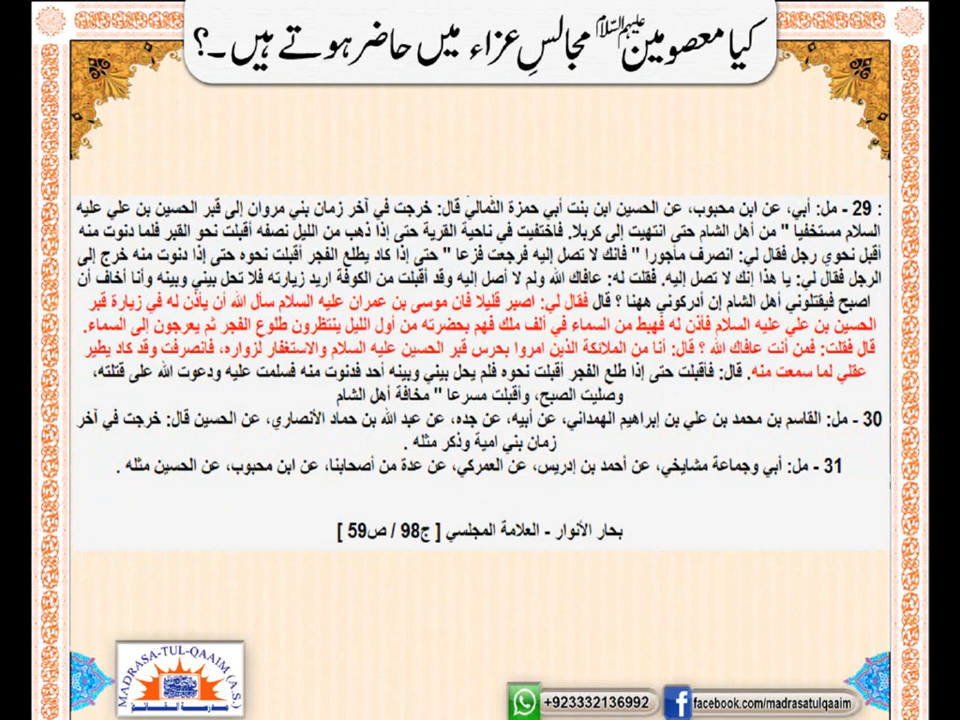 کیا معصومین علیہم السلام مجالسِ عزاء میں حاضر ہوتے ہیں۔؟
: 29 - مل: أبي، عن ابن محبوب، عن الحسين ابن بنت أبي حمزة الثمالي قال: خرجت في آخر زمان بني مروان إلى قبر الحسين بن علي عليه
السلام مستخفيا " من أهل الشام حتى انتهيت إلى كربلا. فاختفيت في ناحية القرية حتى إذا ذهب من الليل نصفه أقبلت نحو القبر فلما دنوت منه
أقبل نحوي رجل فقال لي: انصرف مأجورا " فانك لا تصل إليه فرجعت فزعا " حتى إذا كاد يطلع الفجر أقبلت نحوه حتى إذا دنوت منه خرج إلى
الرجل فقال لي: يا هذا إنك لا تصل إليه. فقلت له: عافاك الله ولم لا أصل إليه وقد أقبلت من الكوفة اريد زيارته فلا تحل بيني وبينه وأنا أخاف أن
اصبح فيقتلوني أهل الشام إن أدركوني ههنا ؟ قال فقال لي: اصبر قليلا فان موسى بن عمران عليه السلام سأل الله أن يأذن له في زيارة قبر
الحسين بن علي عليه السلام فأذن له فهبط من السماء في ألف ملك فهم بحضرته من أول الليل ينتظرون طلوع الفجر ثم يعرجون إلى السماء.
قال فقلت: فمن أنت عافاك الله ؟ قال: أنا من الملائكة الذين امروا بحرس قبر الحسين عليه السلام والاستغفار لزواره، فانصرفت وقد كاد يطير
عقلي لما سمعت منه. قال: فأقبلت حتى إذا طلع الفجر أقبلت نحوه فلم يحل بيني وبينه أحد فدنوت منه فسلمت عليه ودعوت الله على قتلته،
وصليت الصبح، وأقبلت مسرعا " مخافة أهل الشام
30 - مل: القاسم بن محمد بن علي بن إبراهيم الهمداني، عن أبيه، عن جده، عن عبد الله بن حماد الأنصاري، عن الحسين قال: خرجت في آخر
زمان بني امية وذكر مثله .
31 - مل: أبي وجماعة مشايخي، عن أحمد بن إدريس، عن العمركي، عن عدة من أصحابنا، عن ابن محبوب، عن الحسين مثله .
بحار الأنوار - العلامة المجلسي [ ج98 / ص59 ]
MADRASA-TUL-QAAIM (A.S)
مدرسة القائم
+923332136992
facebook.com/madrasatulqaaim